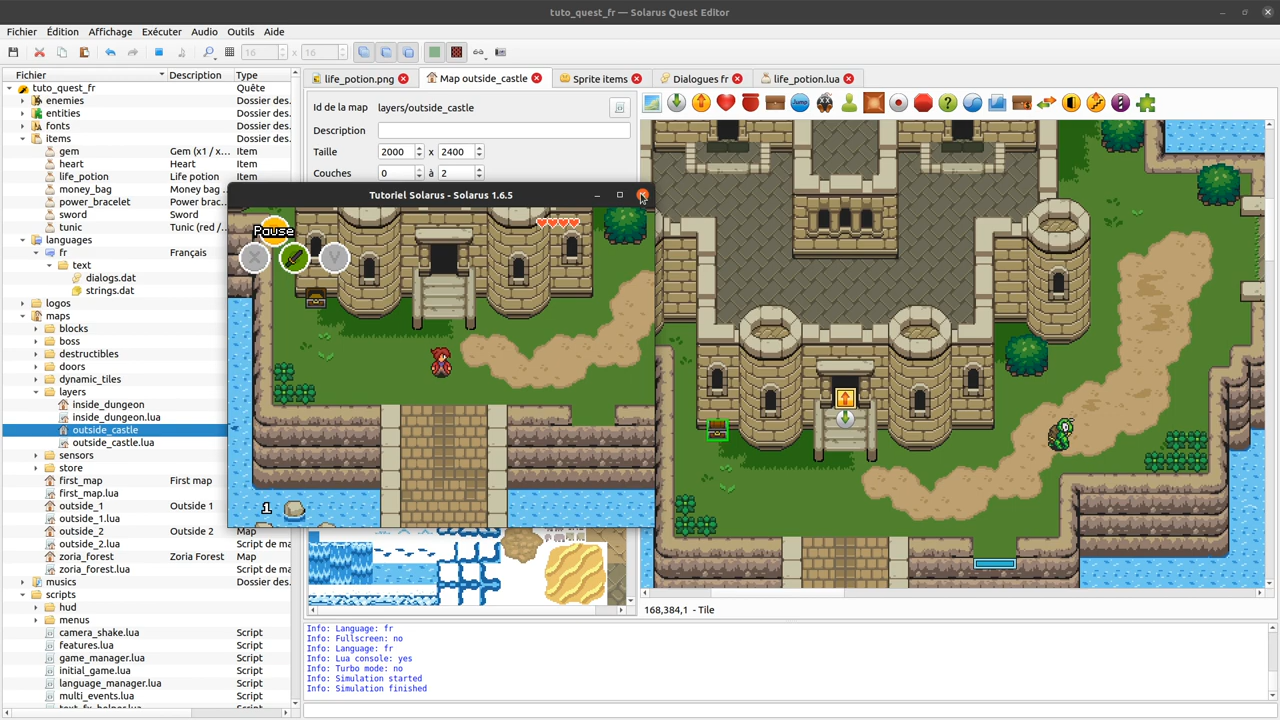 tuto_quest_fr — Solarus Quest Editor
Fichier Édition Affichage Exécuter Audio Outils Aide
16 x 16
Fichier Description Type
tuto_quest_fr Quête
enemies Dossier des.
entities Dossier des.
fonts Dossier des.
items Dossier des.
gem Gem (x1 / x... Item
heart Heart Item
life_potion Life potion Item
money_bag Money bag ... Item
power_bracelet Power brac... Item
sword Sword Item
tunic Tunic (red /... Item
languages Dossier des.
fr Français
text
dialogs.dat
strings.dat
logos
maps
blocks
boss
destructibles
doors
dynamic_tiles
layers
inside_dungeon
inside_dungeon.lua
outside_castle
outside_castle.lua
sensors
store
first_map First map
first_map.lua
outside_1 Outside 1
outside_1.lua
outside_2 Outside 2 Map
outside_2.lua Script de ma
zoria_forest Zoria Forest Map
zoria_forest.lua Script de ma
musics Dossier des.
scripts
hud
menus
camera_shake.lua Script
features.lua Script
game_manager.lua Script
initial_game.lua Script
language_manager.lua Script
multi_events.lua Script
life_potion.png Map outside_castle Sprite items Dialogues fr life_potion.lua
Id de la map layers/outside_castle
Description
Taille 2000 x 2400
Couches 0 à 2
Jump
Tutoriel Solarus - Solarus 1.6.5
Pause
X V
1
168,384,1 - Tile
Info: Language: fr
Info: Fullscreen: no
Info: Language: fr
Info: Lua console: yes
Info: Turbo mode: no
Info: Simulation started
Info: Simulation finished